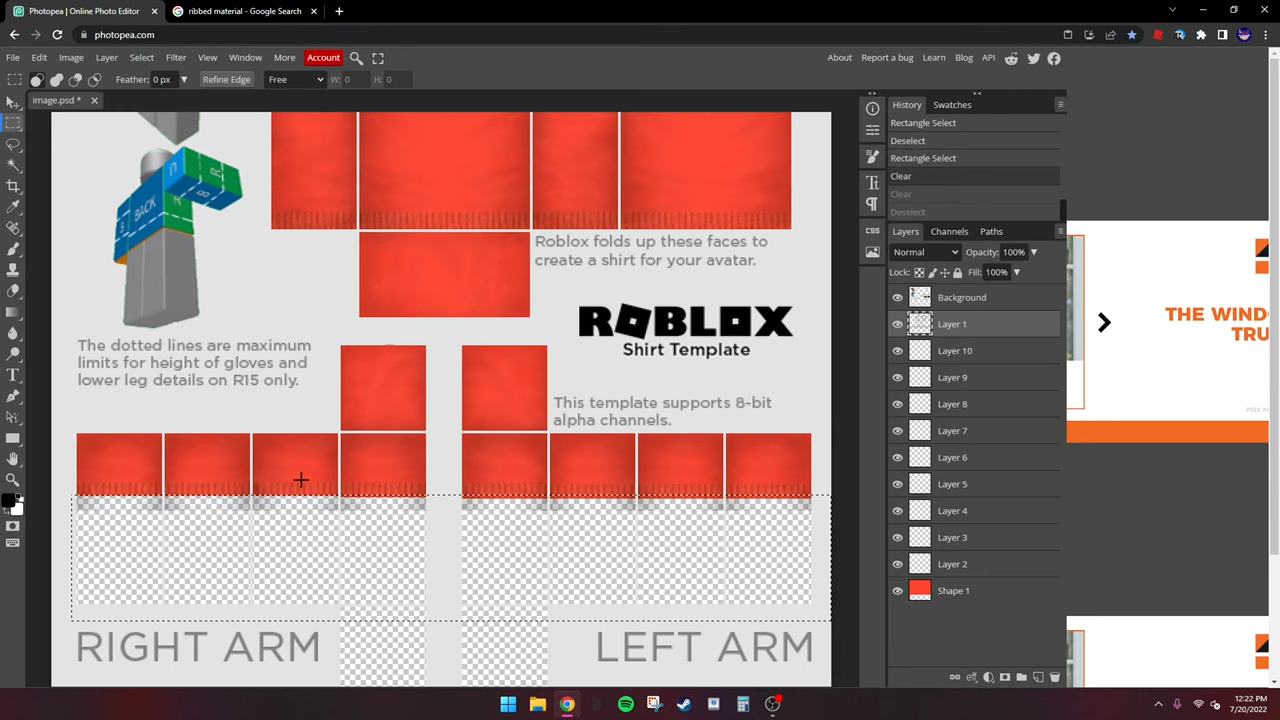 Photopea | Online Photo Editor
ribbed material - Google Search
photopea.com
File Edit Image Layer Select Filter View Window More Account
About Report a bug Learn Blog API
Feather: 0 px Refine Edge Free W: 0 H: 0
image.psd *
History Swatches
Rectangle Select
Deselect
Rectangle Select
Clear
Clear
Deselect
Layers Channels Paths
Normal Opacity: 100%
Lock: Fill: 100%
Background
Layer 1
Layer 10
Layer 9
Layer 8
Layer 7
Layer 6
Layer 5
Layer 4
Layer 3
Layer 2
Shape 1
CSS
BACK
Roblox folds up these faces to
create a shirt for your avatar.
ROBLOX
Shirt Template
The dotted lines are maximum
limits for height of gloves and
lower leg details on R15 only.
This template supports 8-bit
alpha channels.
RIGHT ARM
LEFT ARM
THE WIND
TRU
12:22 PM
7/20/2022